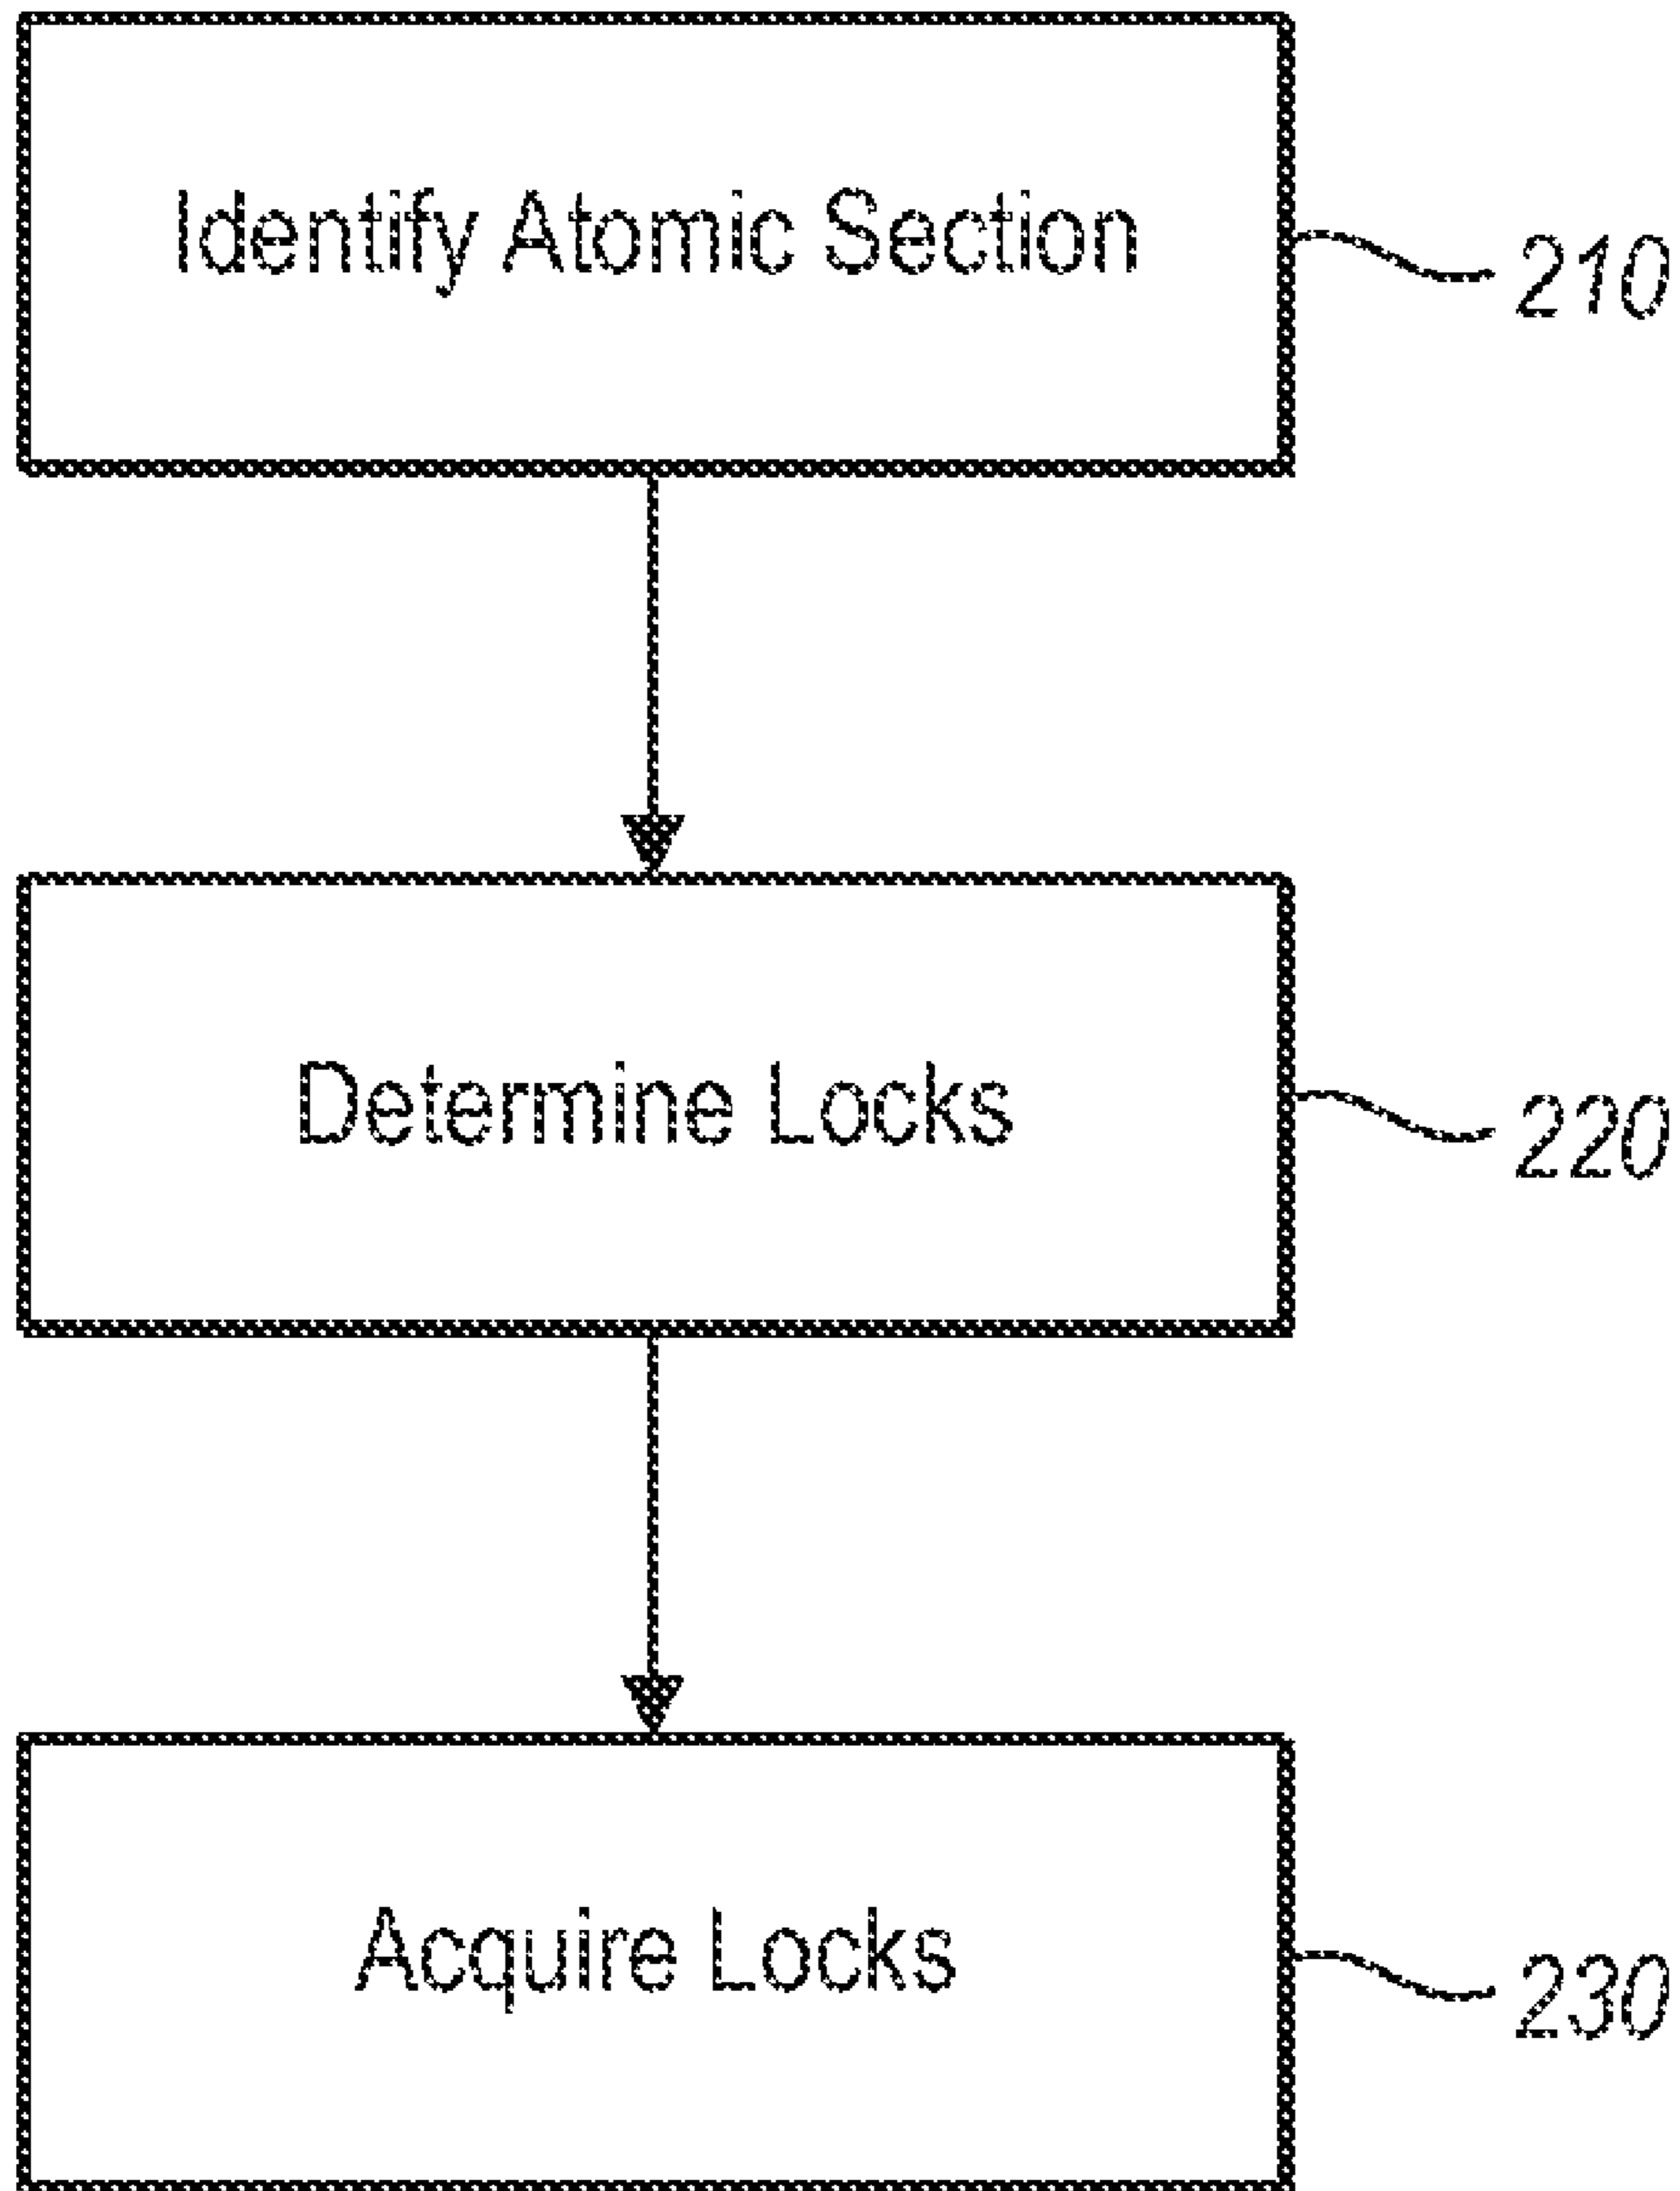 Identify Atomic Section
210
Determine Locks
220
Acquire Locks
230